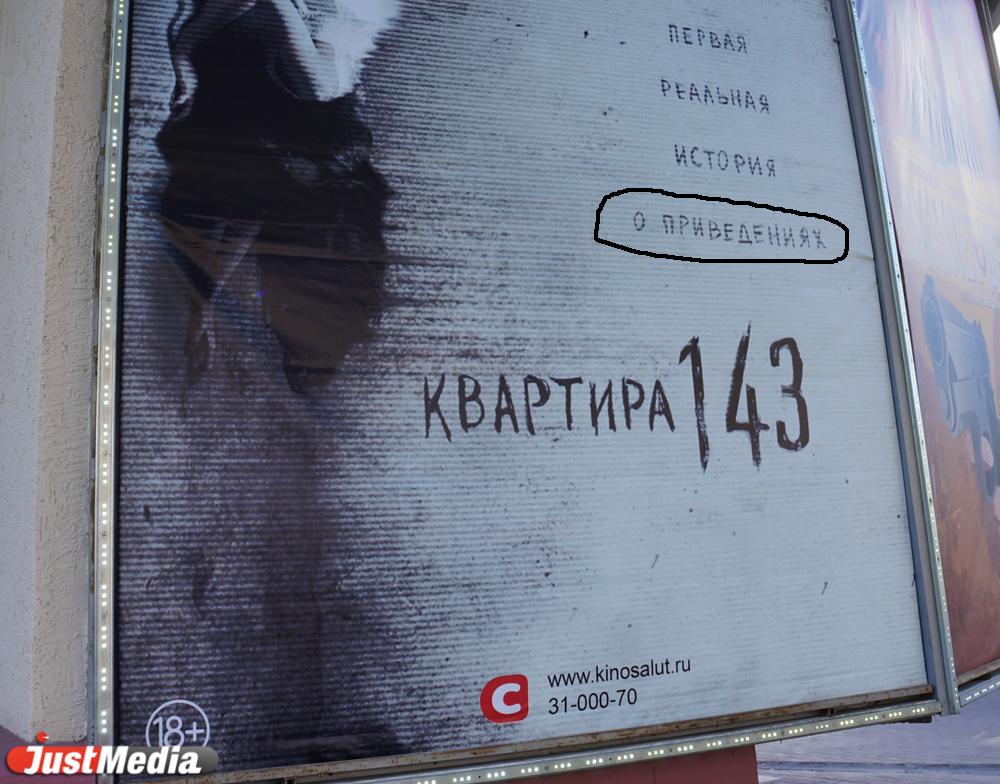 ПЕРВАЯ
РЕАЛЬНАЯ
ИСТОРИЯ
О ПРИВЕДЕНИЯХ
КВАРТИРА 143
www.kinosalut.ru
31-000-70
18+
JustMedia